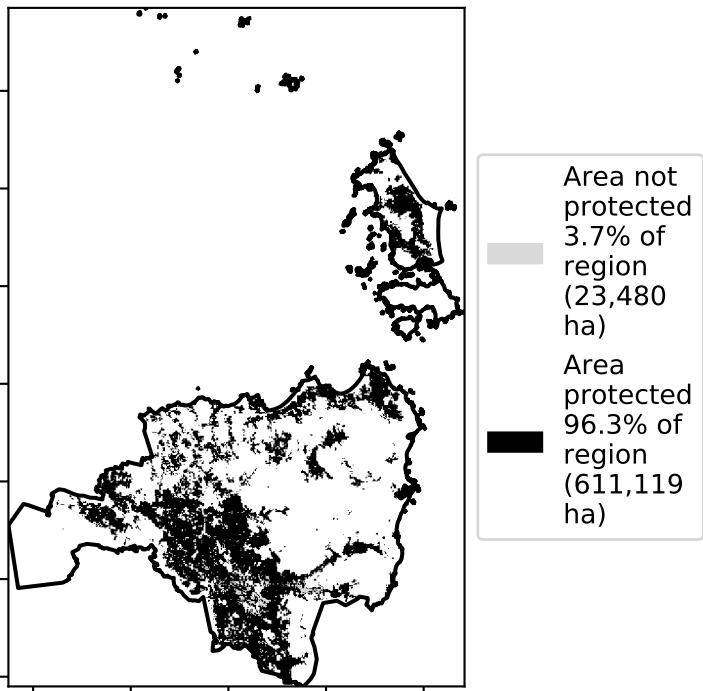 Area not
protected
3.7% of
region
(23,480
ha)
Area
protected
96.3% of
region
(611,119
ha)